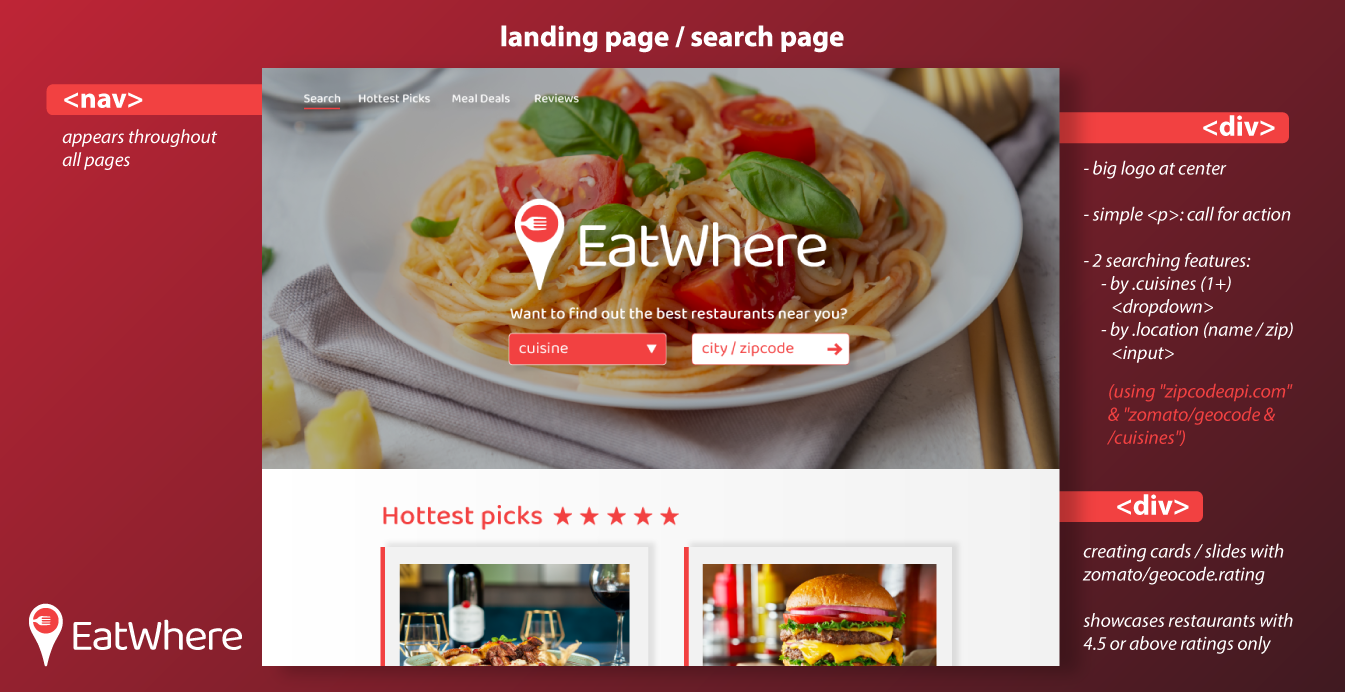 landing page / search page
<nav>
appears throughout
all pages
Search Hottest Picks Meal Deals Reviews
EatWhere
Want to find out the best restaurants near you?
cuisine
city / zipcode
Hottest picks
<div>
- big logo at center
- simple <p>: call for action
- 2 searching features:
- by .cuisines (1+)
<dropdown>
- by .location (name / zip)
<input>
(using "zipcodeapi.com"
& "zomato/geocode &
/cuisines")
<div>
creating cards / slides with
zomato/geocode.rating
showcases restaurants with
4.5 or above ratings only
EatWhere